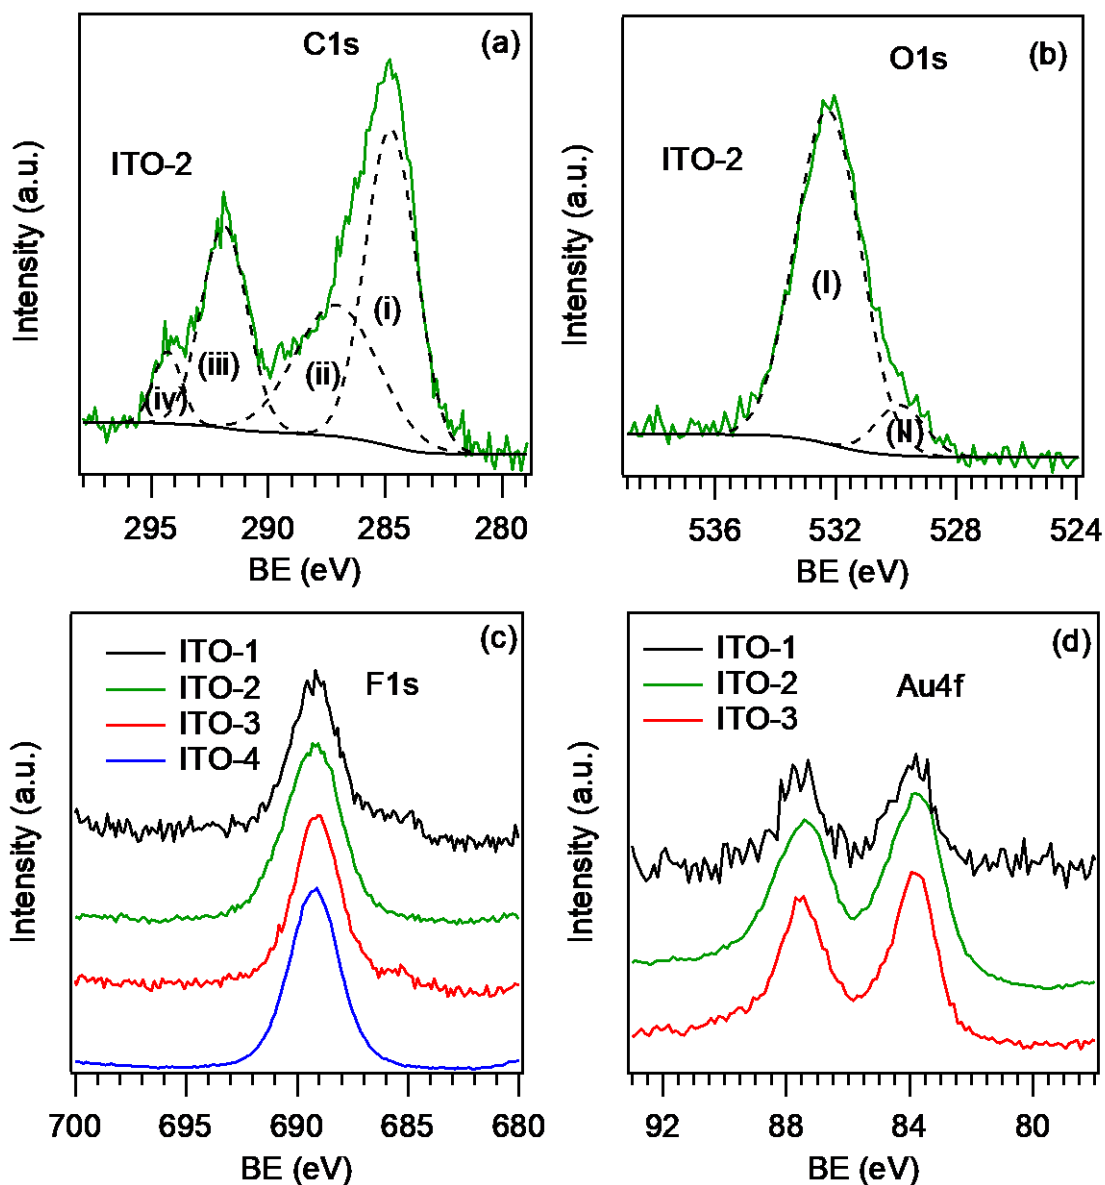 C1s
(a)
ITO-2
(i)
(ii)
(iii)
(iv)
Intensity (a.u.)
295
290
285
280
BE (eV)
O1s
(b)
ITO-2
(I)
Intensity (a.u.)
536
532
528
524
BE (eV)
ITO-1
ITO-2
ITO-3
ITO-4
(c)
F1s
Intensity (a.u.)
700
695
690
685
680
BE (eV)
ITO-1
ITO-2
ITO-3
(d)
Au4f
Intensity (a.u.)
92
88
84
80
BE (eV)